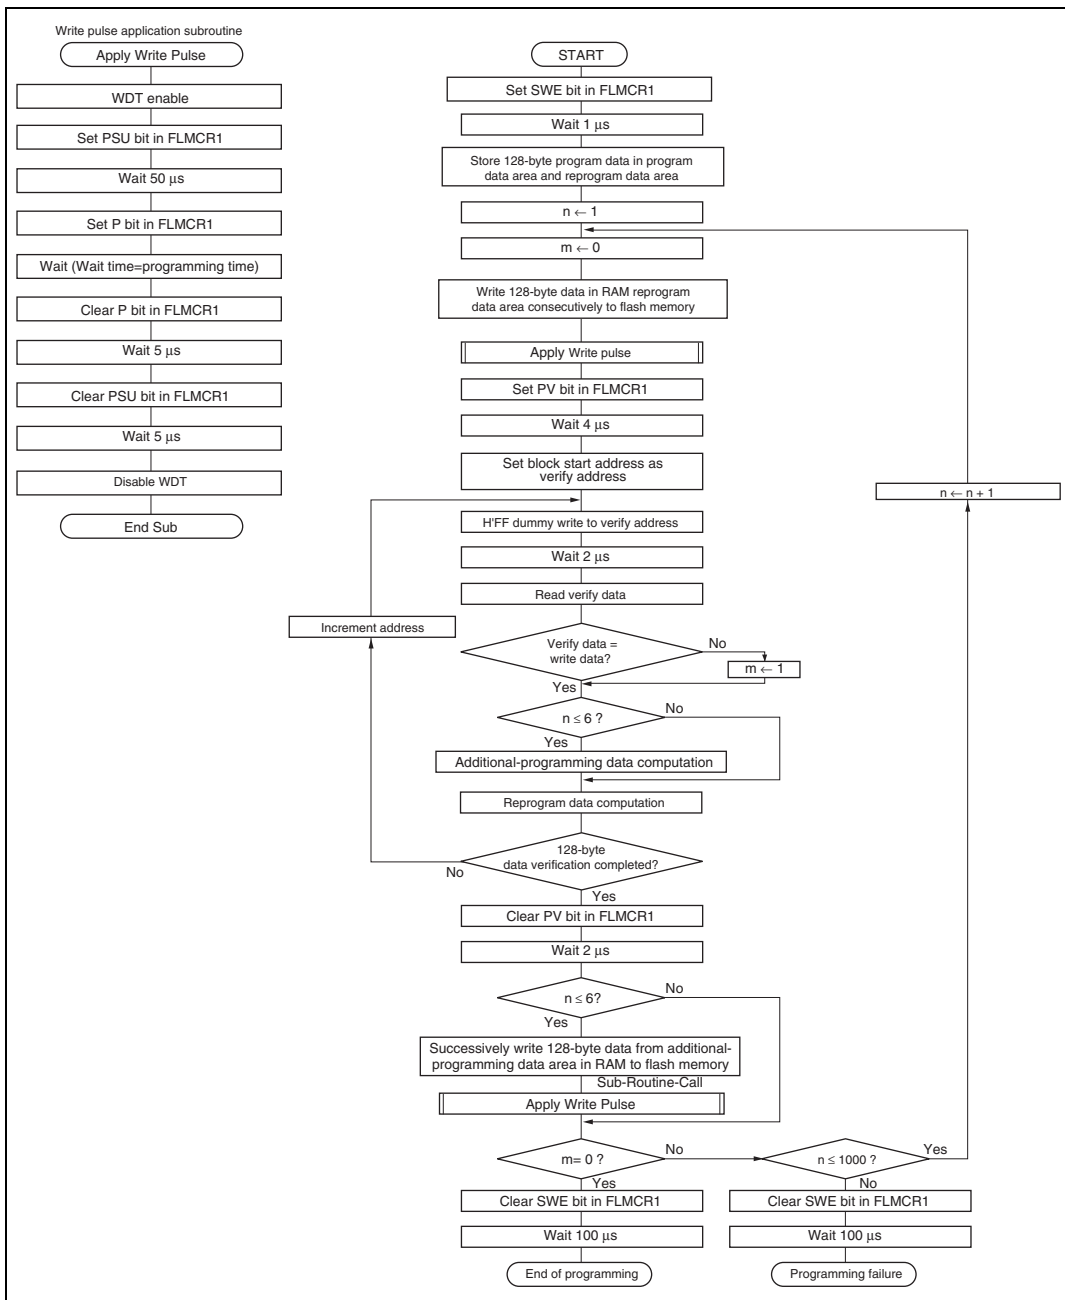 Write pulse application subroutine
Apply Write Pulse
WDT enable
Set PSU bit in FLMCR1
Wait 50 μs
Set P bit in FLMCR1
Wait (Wait time=programming time)
Clear P bit in FLMCR1
Wait 5 μs
Clear PSU bit in FLMCR1
Wait 5 μs
Disable WDT
End Sub
START
Set SWE bit in FLMCR1
Wait 1 μs
Store 128-byte program data in program
data area and reprogram data area
n ← 1
m ← 0
Write 128-byte data in RAM reprogram
data area consecutively to flash memory
Apply Write pulse
Set PV bit in FLMCR1
Wait 4 μs
Set block start address as
verify address
n ← n + 1
H'FF dummy write to verify address
Wait 2 μs
Read verify data
Increment address
Verify data =
write data?
No
m ← 1
Yes
n ≤ 6 ?
No
Yes
Additional-programming data computation
Reprogram data computation
128-byte
data verification completed?
No
Yes
Clear PV bit in FLMCR1
Wait 2 μs
n ≤ 6?
No
Yes
Successively write 128-byte data from additional-
programming data area in RAM to flash memory
Sub-Routine-Call
Apply Write Pulse
m= 0 ?
No
n ≤ 1000 ?
Yes
Yes
No
Clear SWE bit in FLMCR1
Clear SWE bit in FLMCR1
Wait 100 μs
Wait 100 μs
End of programming
Programming failure